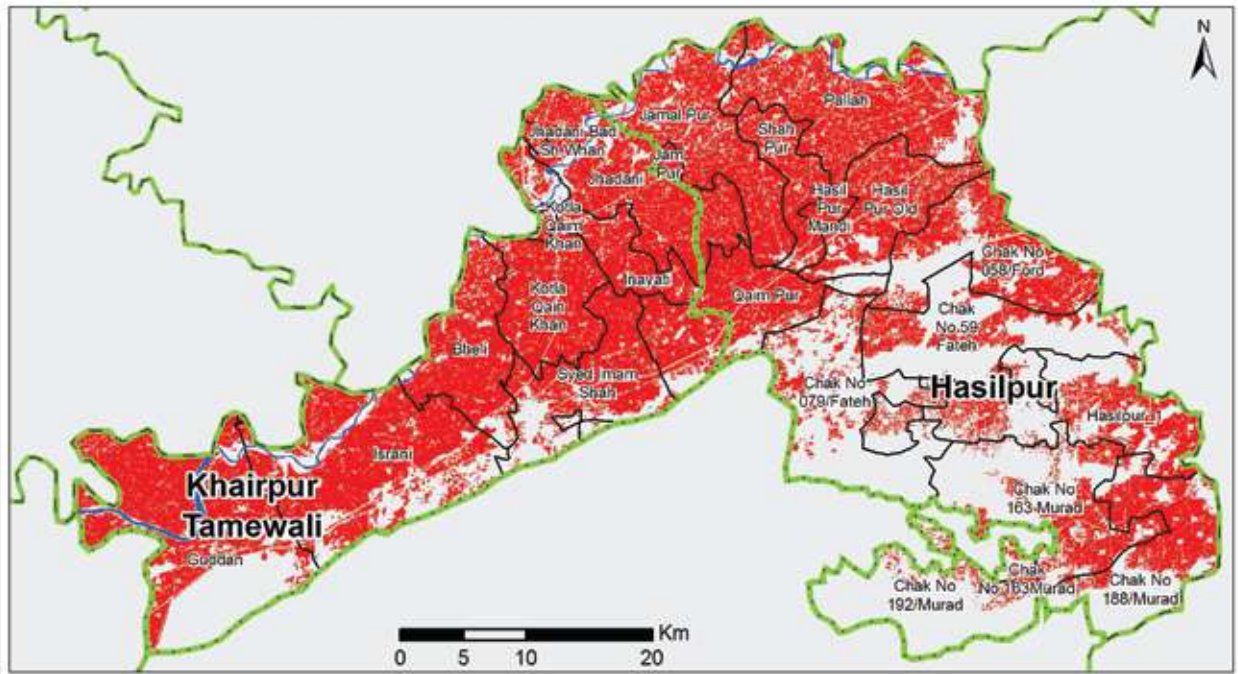 N
Pallah
Jamal Pur
Jhadani Bad
Sh Whan
Shah
Pur
Jam
Pur
Jhadani
Hasil
Pur
Mandi
Hasil
Pur old
Kotla
Qaim
Khan
Chak No
058/Ford
Inayati
Qaim Pur
Kotla
Qain
Khan
Chak
No 59
Fateh
Bheli
Syed Imam
Shah
Chak No
079/Fateh
Hasilpur
Hasilpur
Israni
Khairpur
Tamewali
Chak No
163 Murad
Guddan
Chak No
192/Murad
Chak
No 163Murad
Chak No
188/Murad
Km
0 5 10 20